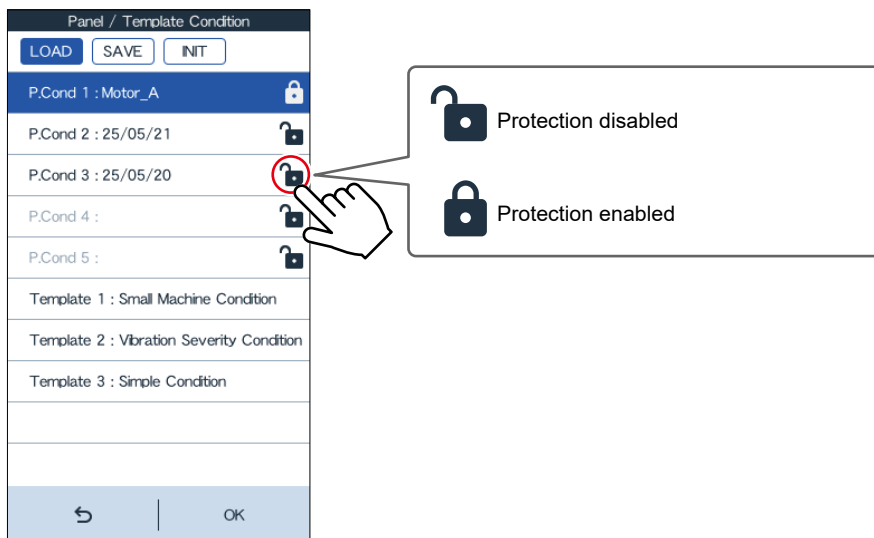 Panel / Template Condition
LOAD SAVE INIT
P.Cond 1 : Motor_A
P.Cond 2 : 25/05/21
P.Cond 3 : 25/05/20
P.Cond 4 :
P.Cond 5 :
Template 1 : Small Machine Condition
Template 2 : Vibration Severity Condition
Template 3 : Simple Condition
OK
Protection disabled
Protection enabled